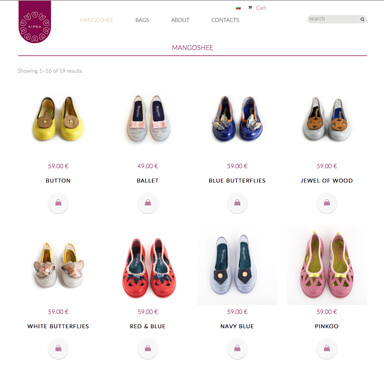 Cart
MANGOSHEE BAGS ABOUT CONTACTS
search
KIPRA
MANGOSHEE
Showing 1–16 of 19 results
59.00 € 49.00 € 59.00 € 59.00 €
BUTTON BALLET BLUE BUTTERFLIES JEWEL OF WOOD
59.00 € 59.00 € 59.00 € 59.00 €
WHITE BUTTERFLIES RED & BLUE NAVY BLUE PINKOO